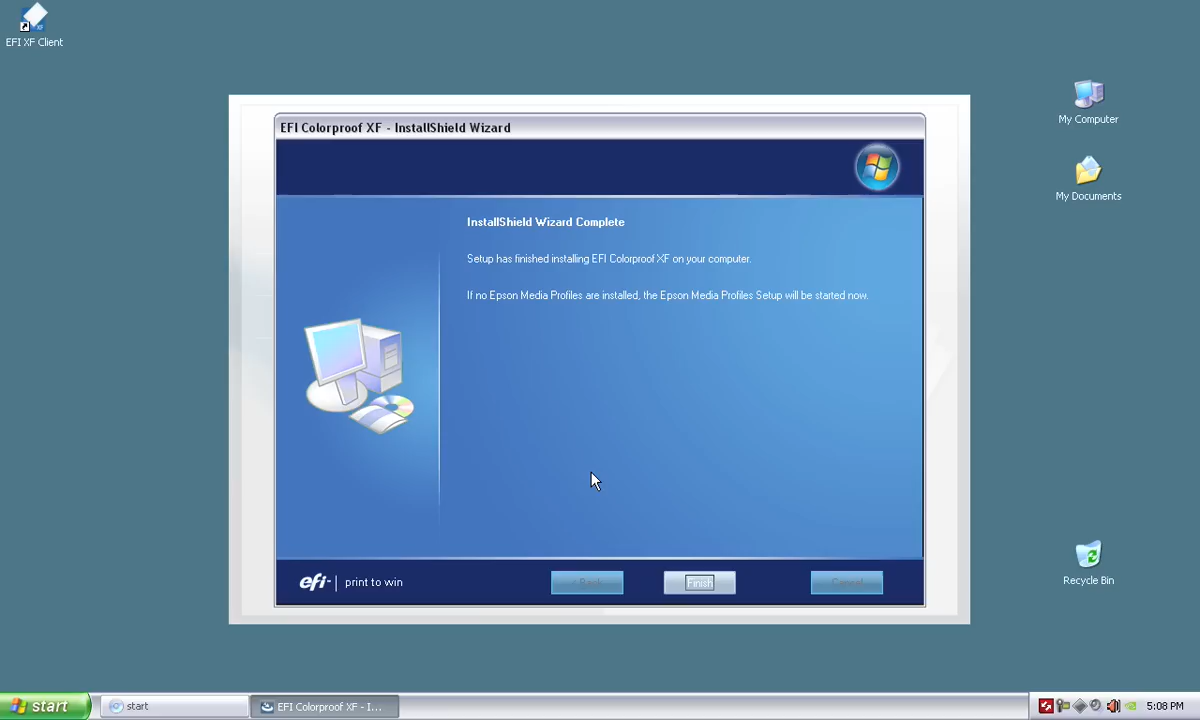 EFI XF Client
My Computer
My Documents
EFI Colorproof XF - InstallShield Wizard
InstallShield Wizard Complete
Setup has finished installing EFI Colorproof XF on your computer.
If no Epson Media Profiles are installed, the Epson Media Profiles Setup will be started now.
efi | print to win
< Back
Finish
Cancel
Recycle Bin
start
start
EFI Colorproof XF - I...
5:08 PM